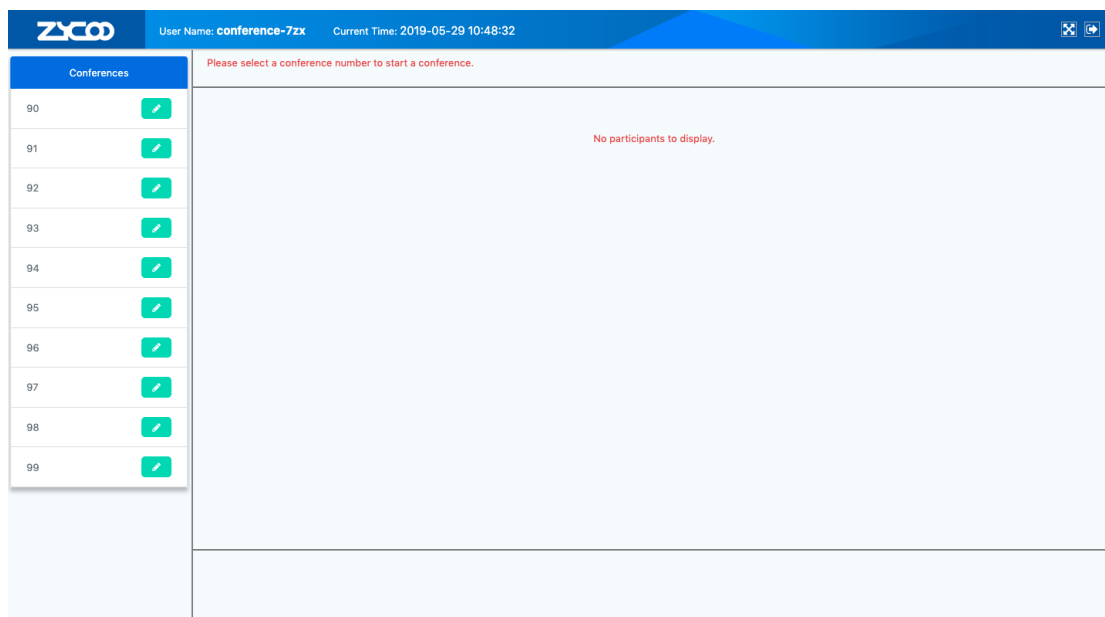 ZYCOO User Name: conference-7zx Current Time: 2019-05-29 10:48:32
Conferences
Please select a conference number to start a conference.
90
91
92
93
94
95
96
97
98
99
No participants to display.